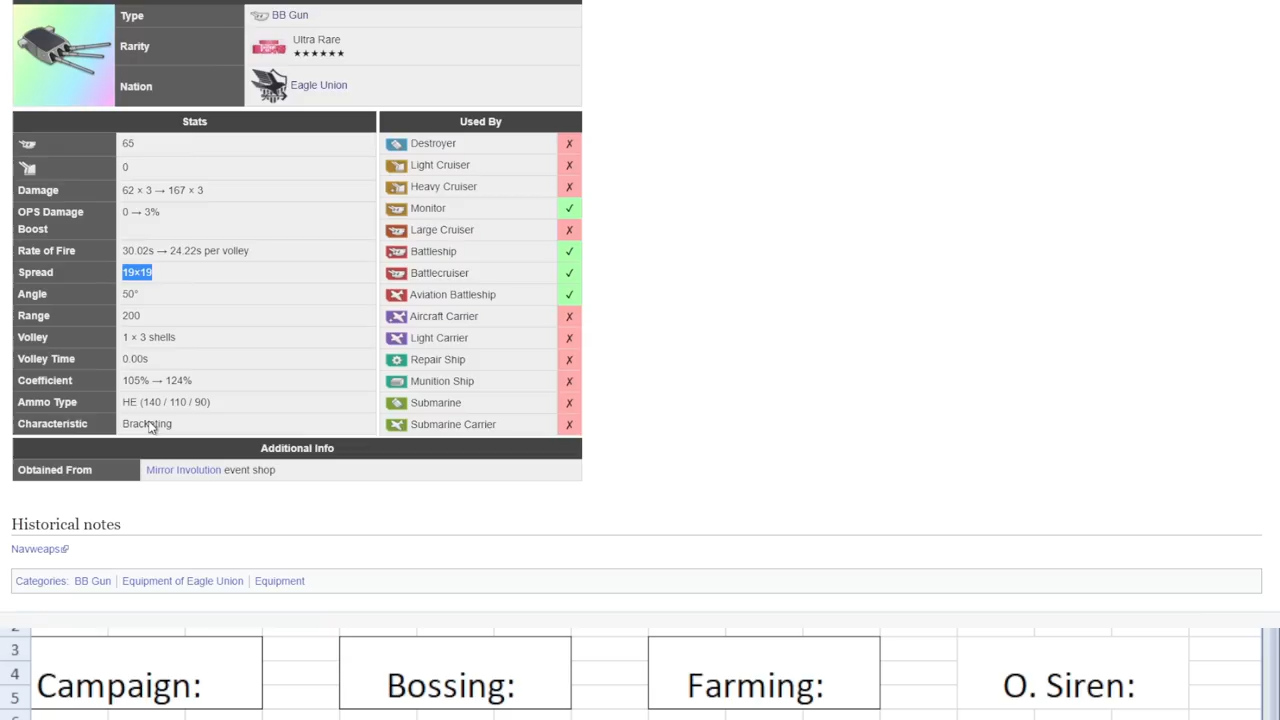 Type BB Gun
Rarity Ultra Rare
★★★★★★
Nation Eagle Union
Stats
65
0
Damage 62 × 3 → 167 × 3
OPS Damage Boost 0 → 3%
Rate of Fire 30.02s → 24.22s per volley
Spread 19×19
Angle 50°
Range 200
Volley 1 × 3 shells
Volley Time 0.00s
Coefficient 105% → 124%
Ammo Type HE (140 / 110 / 90)
Characteristic Bracketing
Used By
Destroyer ✗
Light Cruiser ✗
Heavy Cruiser ✗
Monitor ✓
Large Cruiser ✗
Battleship ✓
Battlecruiser ✓
Aviation Battleship ✓
Aircraft Carrier ✗
Light Carrier ✗
Repair Ship ✗
Munition Ship ✗
Submarine ✗
Submarine Carrier ✗
Additional Info
Obtained From Mirror Involution event shop
Historical notes
Navweaps
Categories: BB Gun | Equipment of Eagle Union | Equipment
2
3
4
5
Campaign: Bossing: Farming: O. Siren: